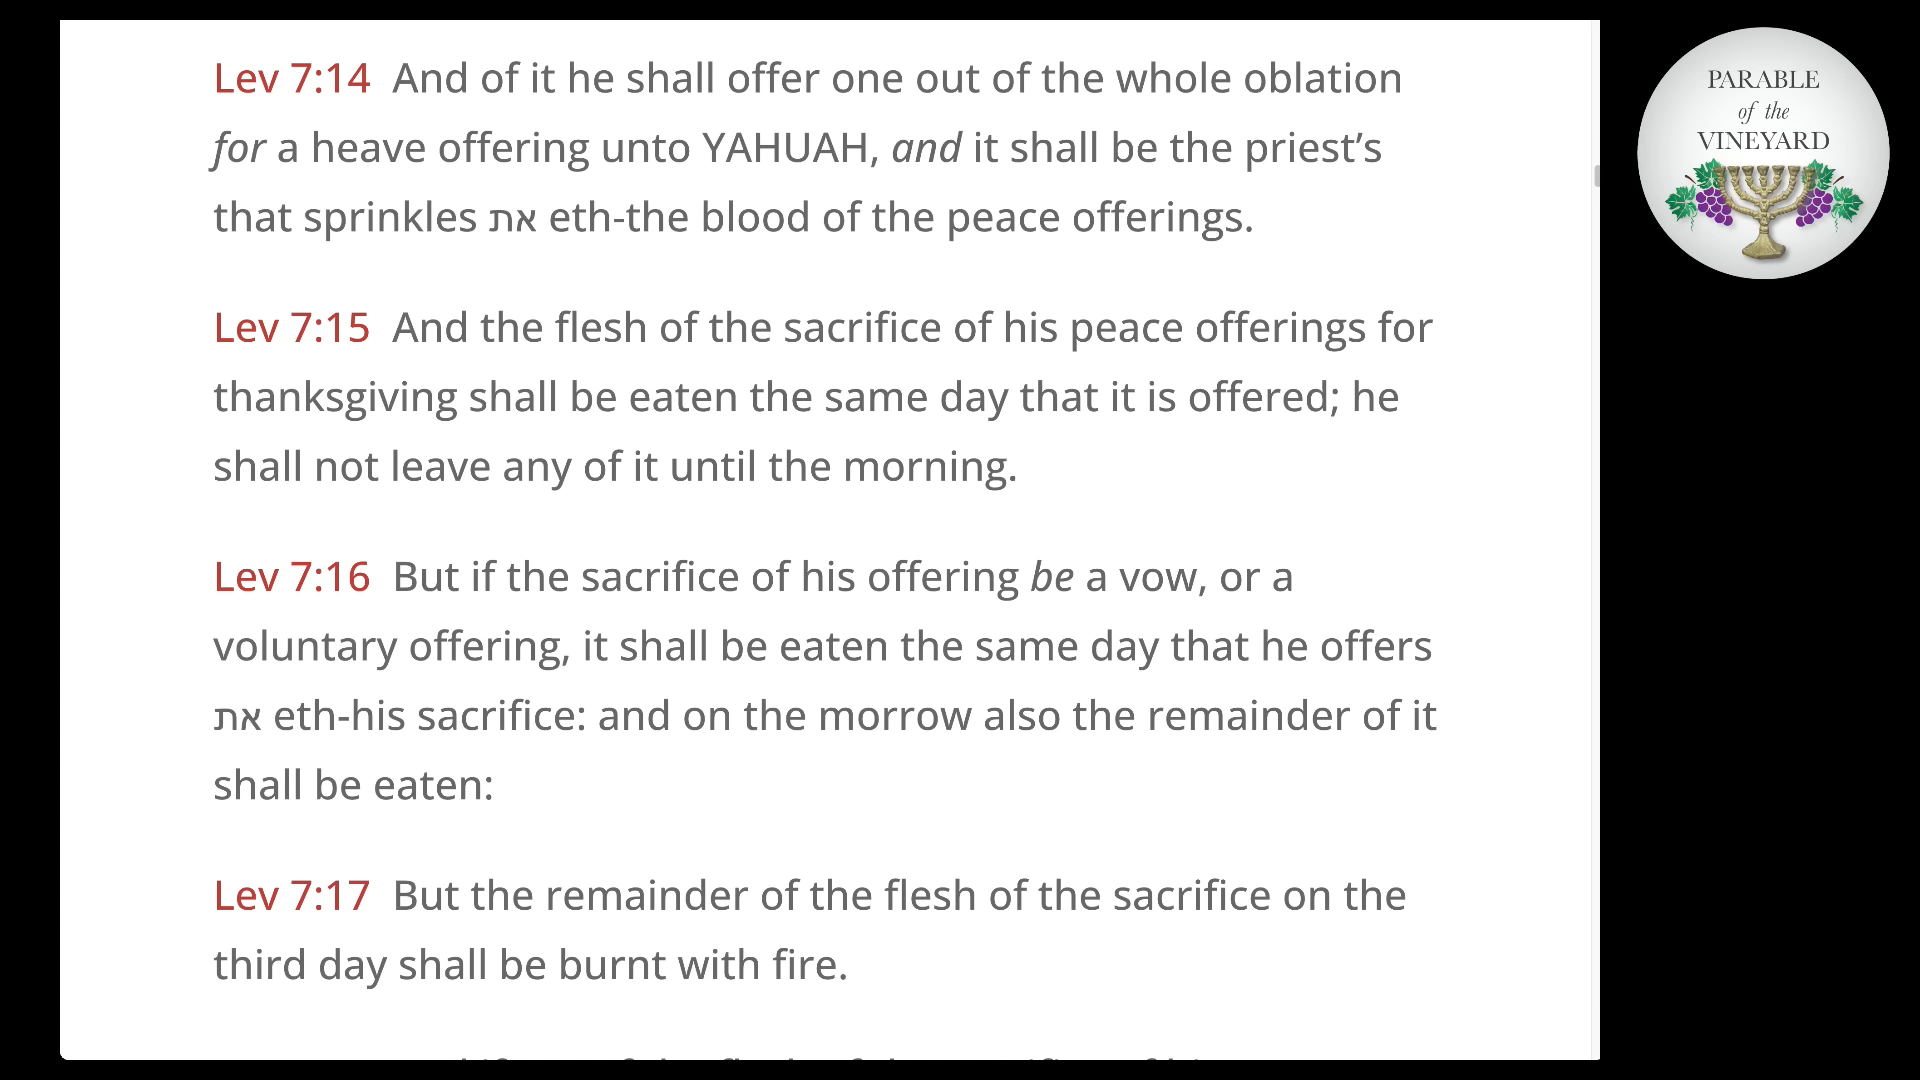 Lev 7:14 And of it he shall offer one out of the whole oblation
for a heave offering unto YAHUAH, and it shall be the priest’s
that sprinkles את eth-the blood of the peace offerings.
Lev 7:15 And the flesh of the sacrifice of his peace offerings for
thanksgiving shall be eaten the same day that it is offered; he
shall not leave any of it until the morning.
Lev 7:16 But if the sacrifice of his offering be a vow, or a
voluntary offering, it shall be eaten the same day that he offers
את eth-his sacrifice: and on the morrow also the remainder of it
shall be eaten:
Lev 7:17 But the remainder of the flesh of the sacrifice on the
third day shall be burnt with fire.
PARABLE
of the
VINEYARD